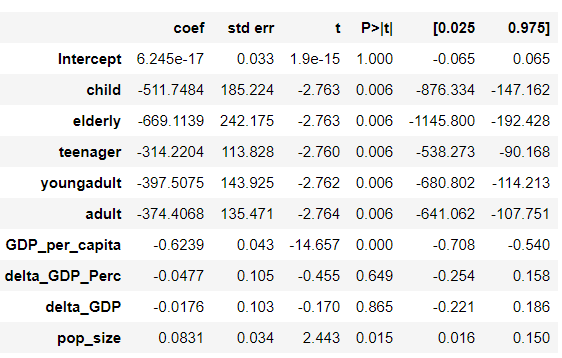 coef std err t P>|t| [0.025 0.975]
Intercept 6.245e-17 0.033 1.9e-15 1.000 -0.065 0.065
child -511.7484 185.224 -2.763 0.006 -876.334 -147.162
elderly -669.1139 242.175 -2.763 0.006 -1145.800 -192.428
teenager -314.2204 113.828 -2.760 0.006 -538.273 -90.168
youngadult -397.5075 143.925 -2.762 0.006 -680.802 -114.213
adult -374.4068 135.471 -2.764 0.006 -641.062 -107.751
GDP_per_capita -0.6239 0.043 -14.657 0.000 -0.708 -0.540
delta_GDP_Perc -0.0477 0.105 -0.455 0.649 -0.254 0.158
delta_GDP -0.0176 0.103 -0.170 0.865 -0.221 0.186
pop_size 0.0831 0.034 2.443 0.015 0.016 0.150